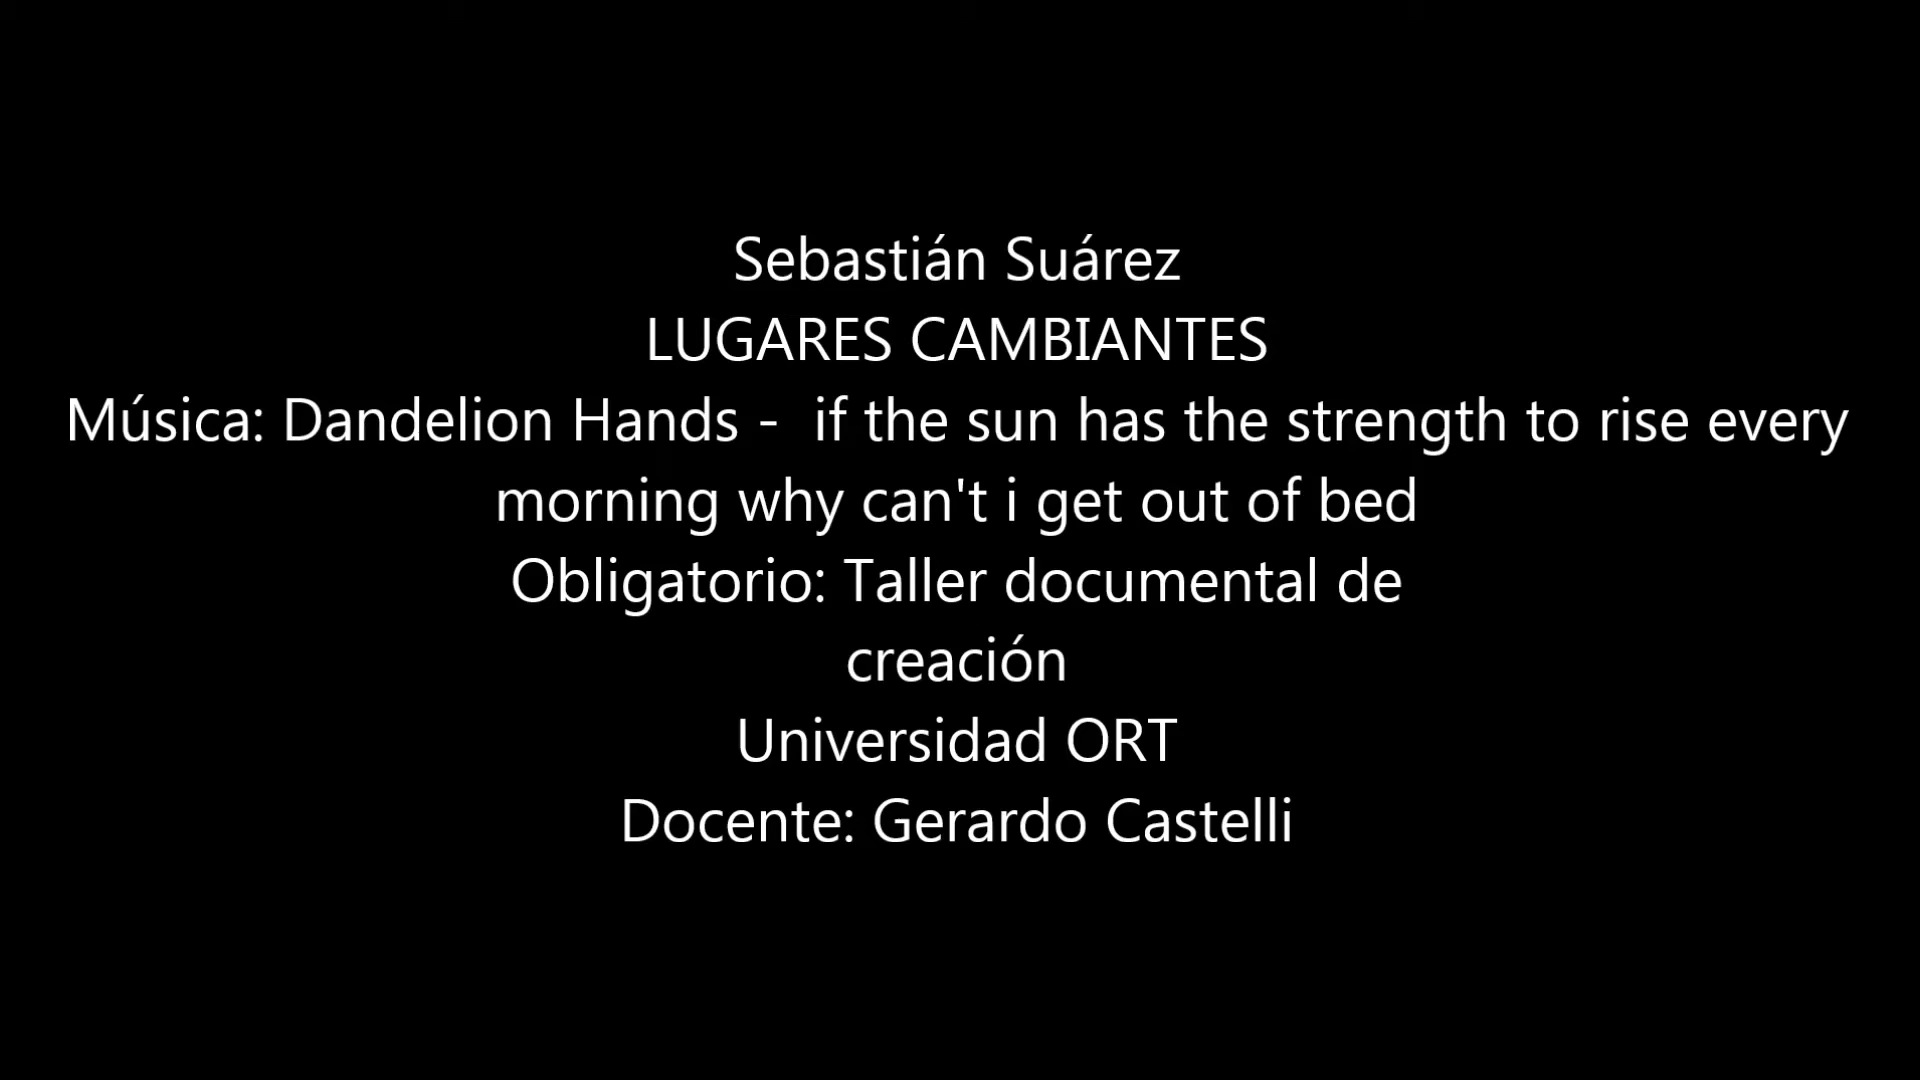 Sebastián Suárez
LUGARES CAMBIANTES
Música: Dandelion Hands -  if the sun has the strength to rise every
morning why can't i get out of bed
Obligatorio: Taller documental de
creación
Universidad ORT
Docente: Gerardo Castelli